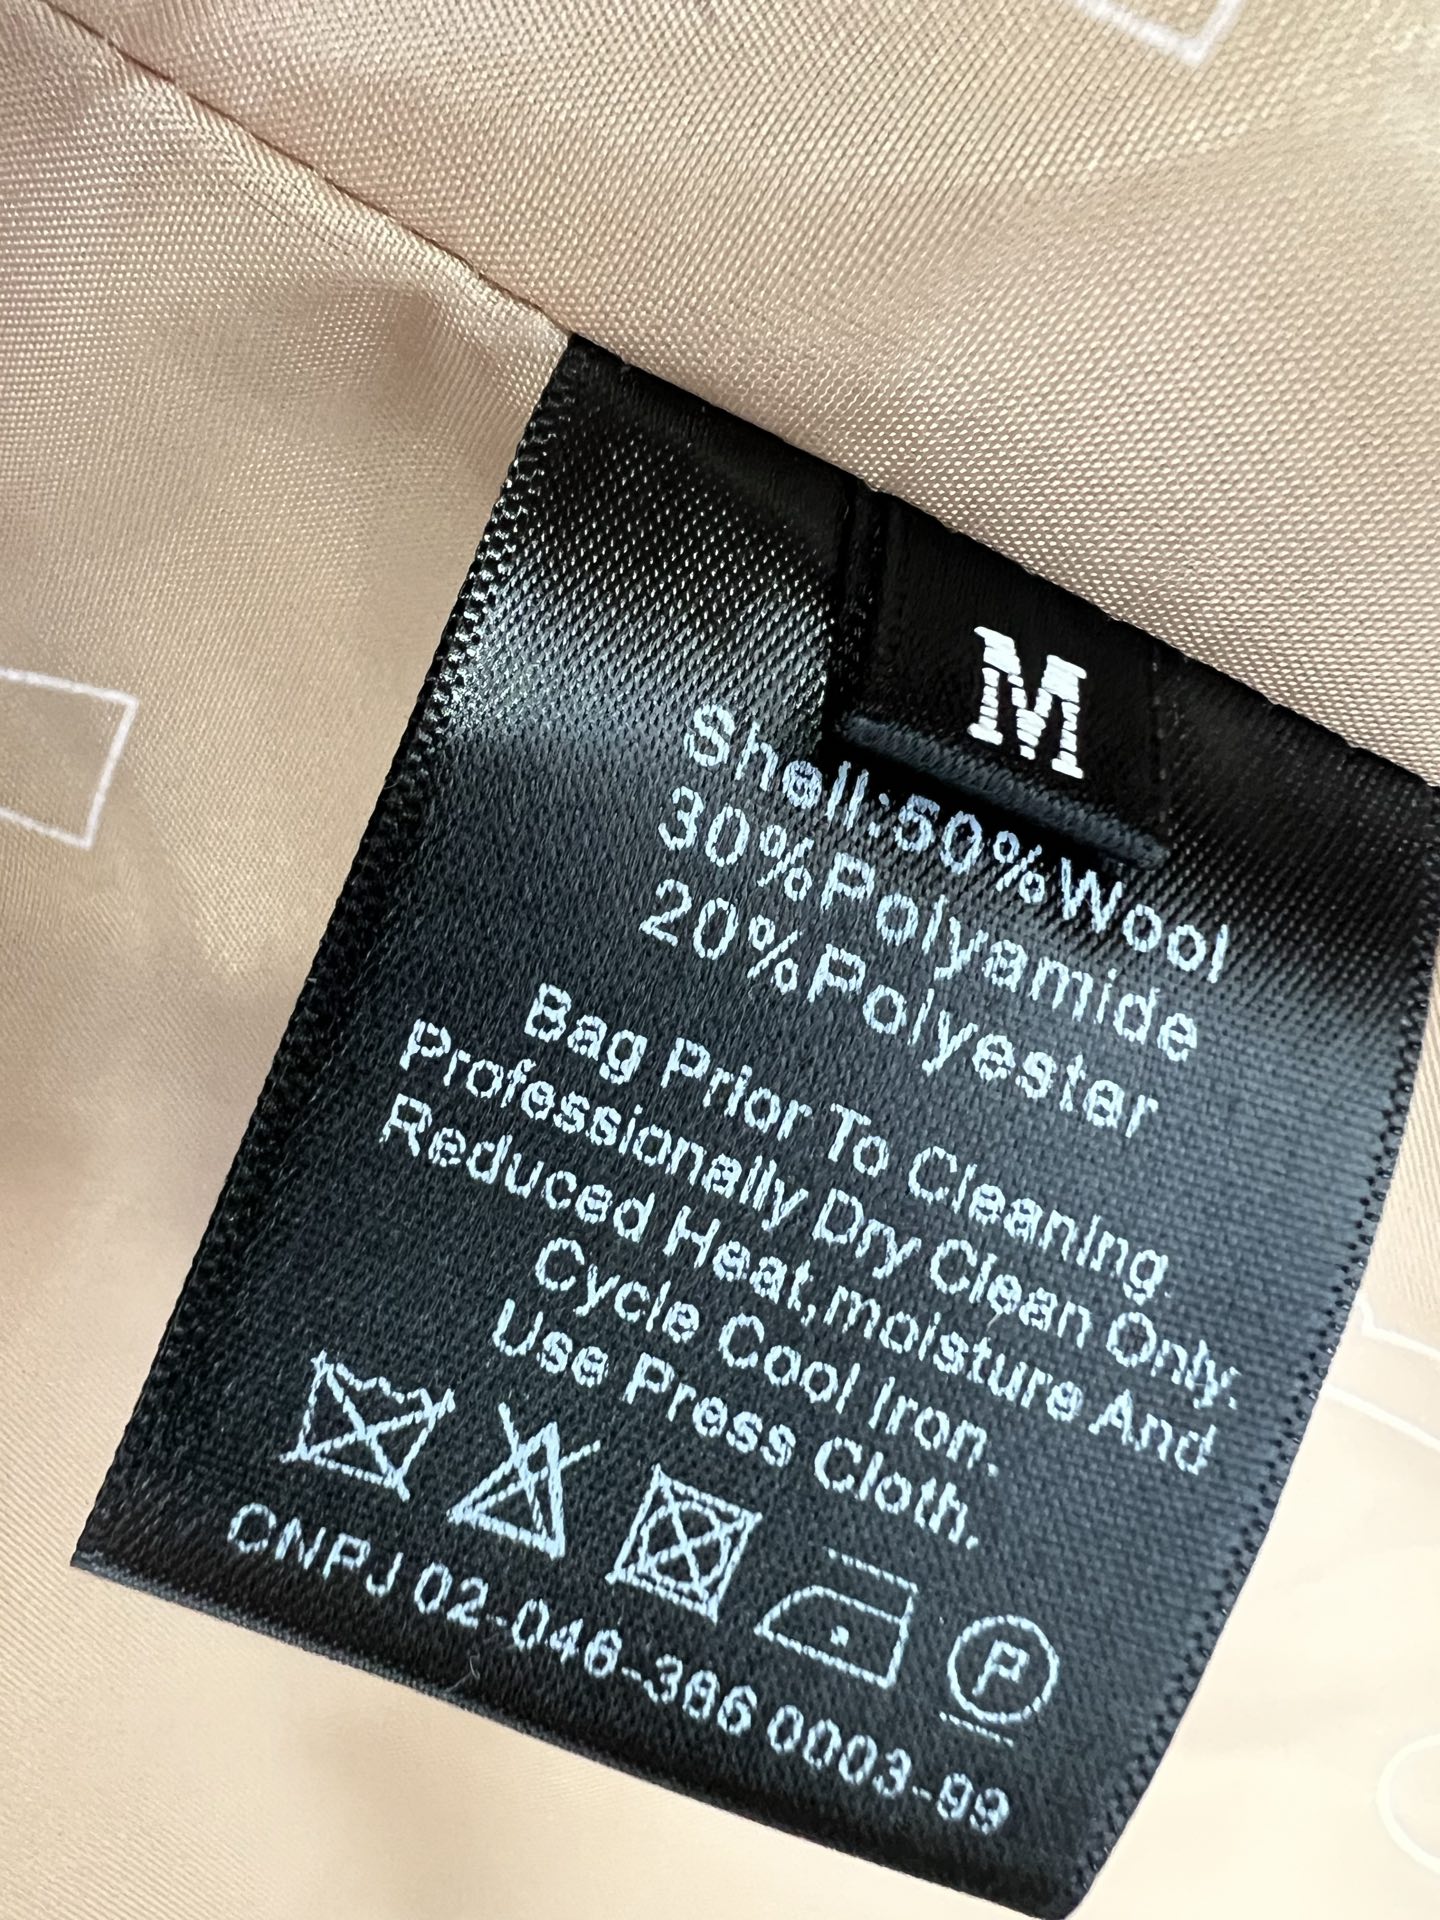 M
Shell:50%Wool
30%Polyamide
20%Polyester
Bag Prior To Cleaning.
Professionally Dry Clean Only.
Reduced Heat,moisture And
Cycle Cool Iron.
Use Press Cloth.
P
CNPJ 02-046-386 0003-99